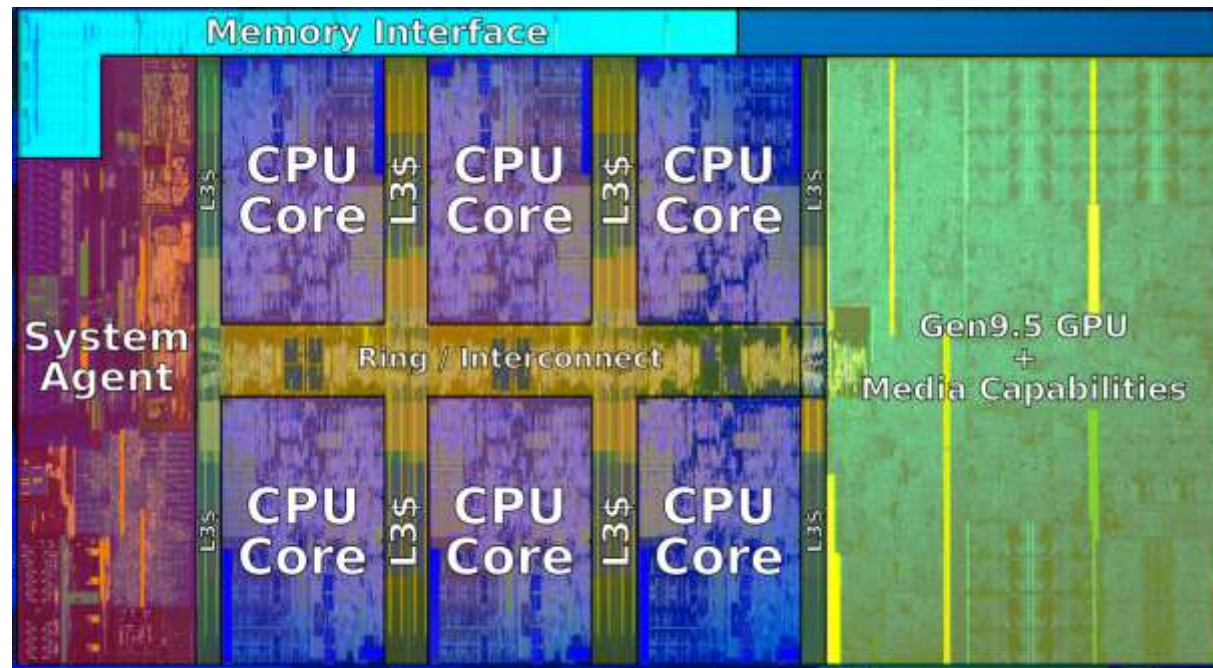 Memory Interface
L3$
CPU
Core
L3$
CPU
Core
L3$
CPU
Core
L3$
System
Agent
Ring / Interconnect
Gen9.5 GPU
+
Media Capabilities
L3$
CPU
Core
L3$
CPU
Core
L3$
CPU
Core
L3$